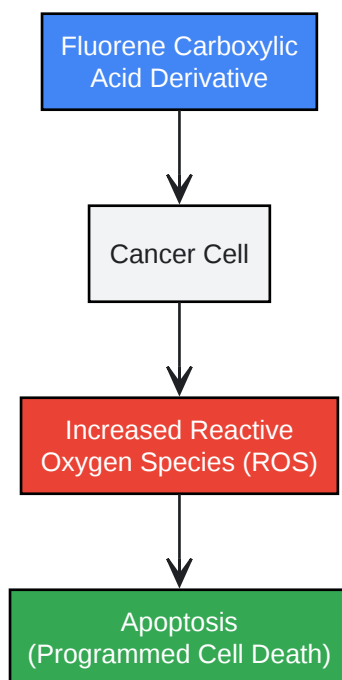 Fluorene Carboxylic
Acid Derivative
Cancer Cell
Increased Reactive
Oxygen Species (ROS)
Apoptosis
(Programmed Cell Death)